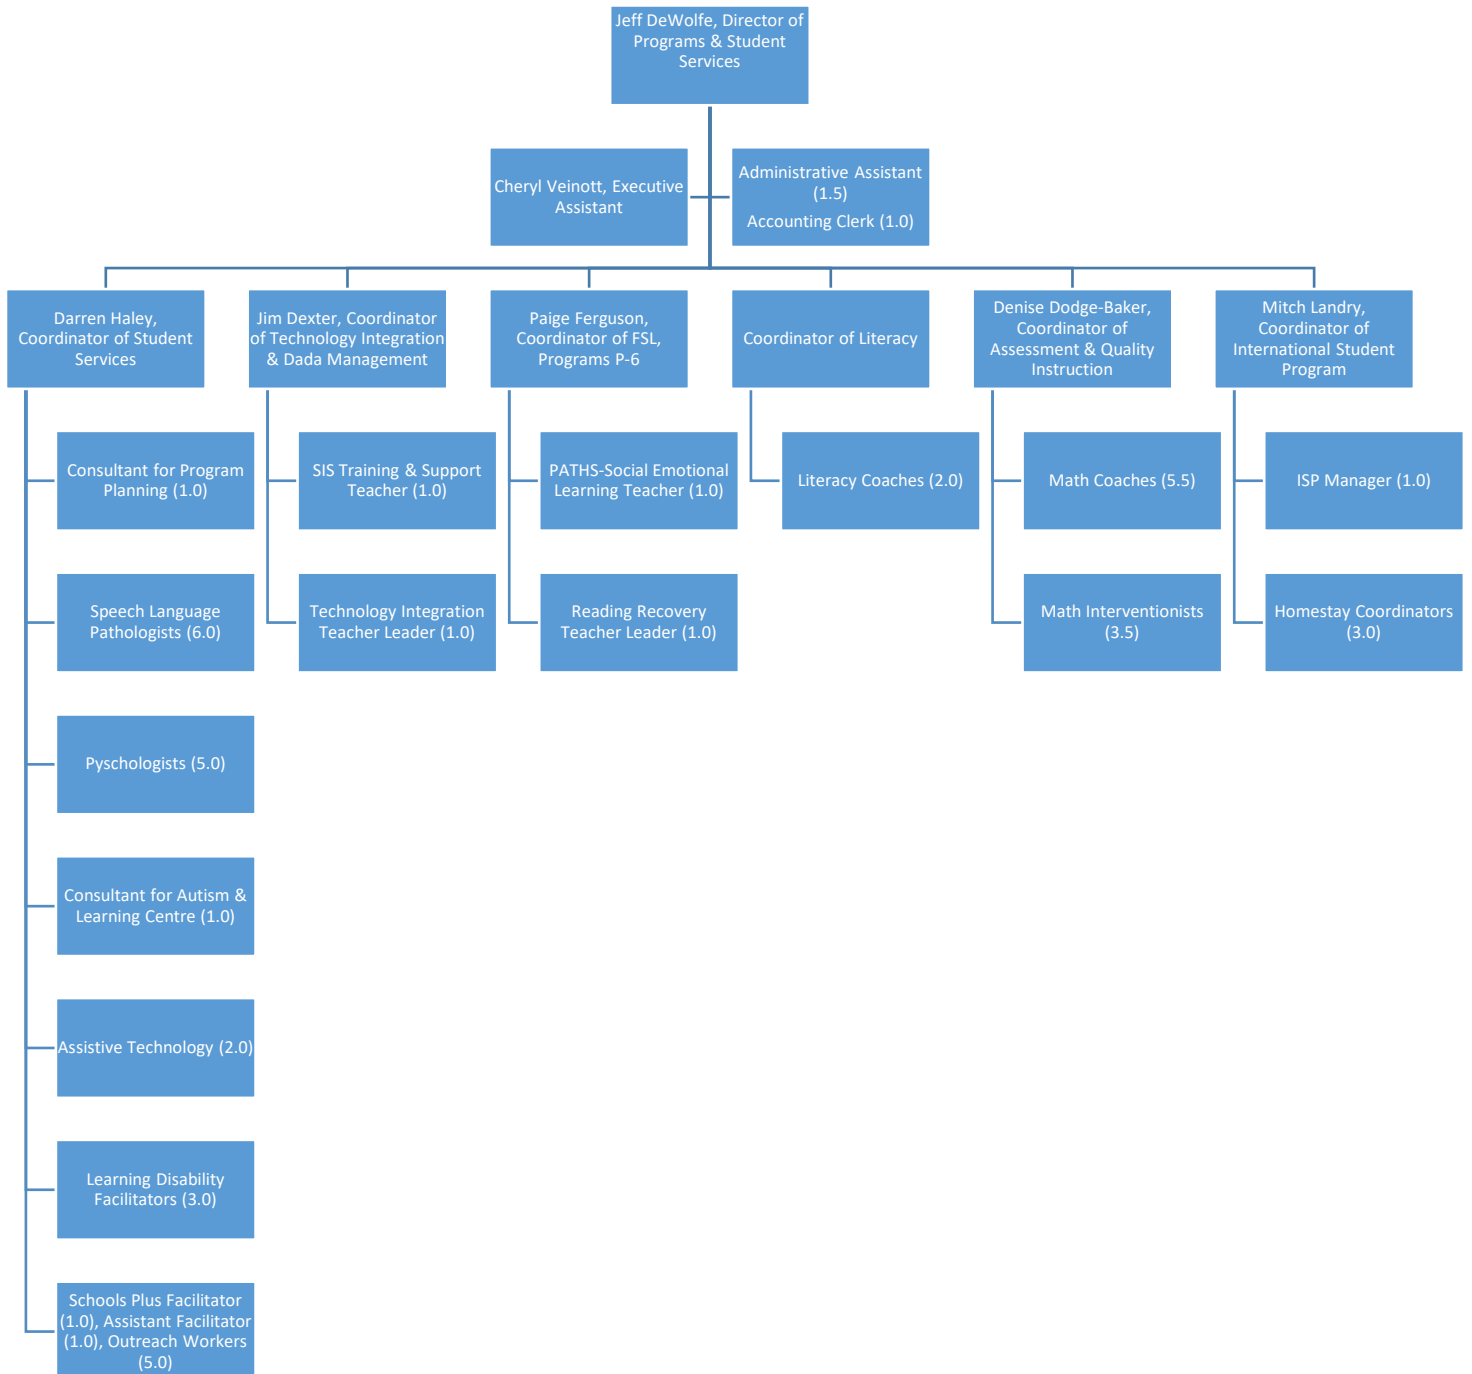 Jeff DeWolfe, Director of
Programs & Student
Services
Cheryl Veinott, Executive
Assistant
Administrative Assistant
(1.5)
Accounting Clerk (1.0)
Darren Haley,
Coordinator of Student
Services
Jim Dexter, Coordinator
of Technology Integration
& Dada Management
Paige Ferguson,
Coordinator of FSL,
Programs P-6
Coordinator of Literacy
Denise Dodge-Baker,
Coordinator of
Assessment & Quality
Instruction
Mitch Landry,
Coordinator of
International Student
Program
Consultant for Program
Planning (1.0)
SIS Training & Support
Teacher (1.0)
PATHS-Social Emotional
Learning Teacher (1.0)
Literacy Coaches (2.0)
Math Coaches (5.5)
ISP Manager (1.0)
Speech Language
Pathologists (6.0)
Technology Integration
Teacher Leader (1.0)
Reading Recovery
Teacher Leader (1.0)
Math Interventionists
(3.5)
Homestay Coordinators
(3.0)
Pyschologists (5.0)
Consultant for Autism &
Learning Centre (1.0)
Assistive Technology (2.0)
Learning Disability
Facilitators (3.0)
Schools Plus Facilitator
(1.0), Assistant Facilitator
(1.0), Outreach Workers
(5.0)